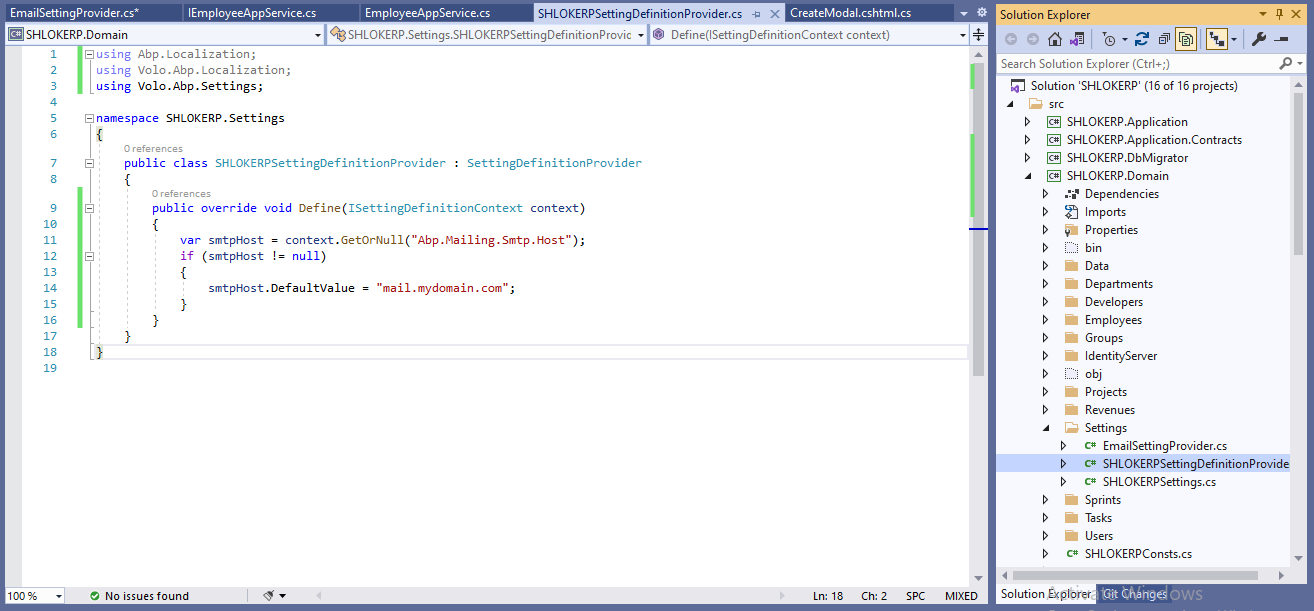 EmailSettingProvider.cs*
IEmployeeAppService.cs
EmployeeAppService.cs
SHLOKERPSettingDefinitionProvider.cs
CreateModal.cshtml.cs
SHLOKERP.Domain
SHLOKERP.Settings.SHLOKERPSettingDefinitionProvic
Define(ISettingDefinitionContext context)
1 using Abp.Localization;
2 using Volo.Abp.Localization;
3 using Volo.Abp.Settings;
4
5 namespace SHLOKERP.Settings
6 {
0 references
7 public class SHLOKERPSettingDefinitionProvider : SettingDefinitionProvider
8 {
0 references
9 public override void Define(ISettingDefinitionContext context)
10 {
11 var smtpHost = context.GetOrNull("Abp.Mailing.Smtp.Host");
12 if (smtpHost != null)
13 {
14 smtpHost.DefaultValue = "mail.mydomain.com";
15 }
16 }
17 }
18 }
19
100 %
No issues found
Ln: 18
Ch: 2
SPC
MIXED
Solution Explorer
Search Solution Explorer (Ctrl+;)
Solution 'SHLOKERP' (16 of 16 projects)
src
C# SHLOKERP.Application
C# SHLOKERP.Application.Contracts
C# SHLOKERP.DbMigrator
C# SHLOKERP.Domain
Dependencies
Imports
Properties
bin
Data
Departments
Developers
Employees
Groups
IdentityServer
obj
Projects
Revenues
Settings
C# EmailSettingProvider.cs
C# SHLOKERPSettingDefinitionProvide
C# SHLOKERPSettings.cs
Sprints
Tasks
Users
C# SHLOKERPConsts.cs
Solution Explorer
Git Changes
Activate Windows